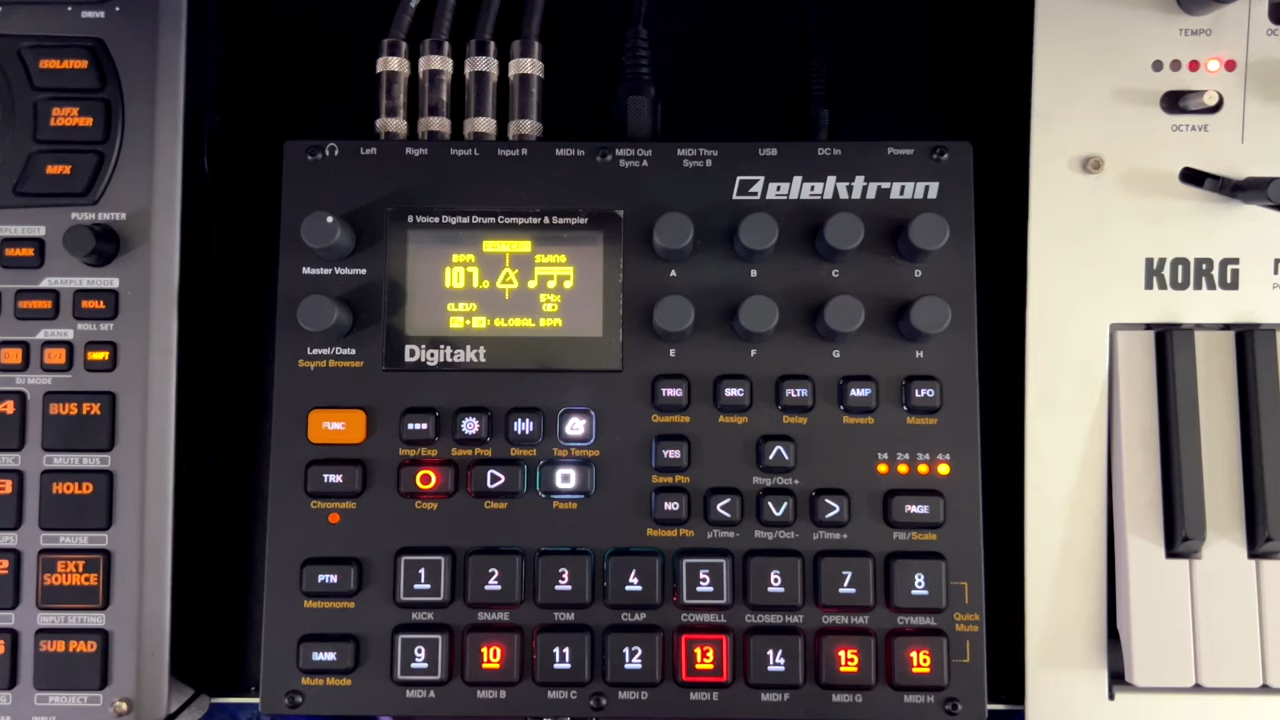 DRIVE
ISOLATOR
DJFX
LOOPER
MFX
PUSH ENTER
MARK
SAMPLE MODE
REVERSE
ROLL
ROLL SET
BANK
SHIFT
DJ MODE
4
BUS FX
MUTE BUS
3
HOLD
PAUSE
EXT
SOURCE
INPUT SETTING
SUB PAD
PROJECT
Left
Right
Input L
Input R
MIDI In
MIDI Out
Sync A
MIDI Thru
Sync B
USB
DC In
Power
elektron
8 Voice Digital Drum Computer & Sampler
PATTERN
BPM
SWING
107.0
54%
(LEV)
(E)
: GLOBAL BPM
Digitakt
Master Volume
Level/Data
Sound Browser
A
B
C
D
E
F
G
H
TRIG
SRC
FLTR
AMP
LFO
Quantize
Assign
Delay
Reverb
Master
FUNC
Imp/Exp
Save Proj
Direct
Tap Tempo
TRK
Chromatic
Copy
Clear
Paste
YES
Save Ptn
Rtrg/Oct+
1:4
2:4
3:4
4:4
NO
Reload Ptn
µTime-
Rtrg/Oct-
µTime+
PAGE
Fill/Scale
PTN
Metronome
1
2
3
4
5
6
7
8
KICK
SNARE
TOM
CLAP
COWBELL
CLOSED HAT
OPEN HAT
CYMBAL
Quick
Mute
BANK
Mute Mode
9
10
11
12
13
14
15
16
MIDI A
MIDI B
MIDI C
MIDI D
MIDI E
MIDI F
MIDI G
MIDI H
TEMPO
OCTAVE
KORG